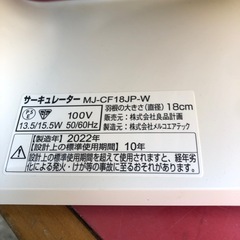 サーキュレーター MJ-CF18JP-W
100V 羽根の大きさ(直径) 18cm
13.5/15.5W 50/60Hz 販売元:株式会社良品計画
製造元:株式会社メルコエアテック
【製造年】2022年
【設計上の標準使用期間】10年
設計上の標準使用期間を超えて使用されますと、経年劣
化による発火・けが等の事故に至るおそれがあります。